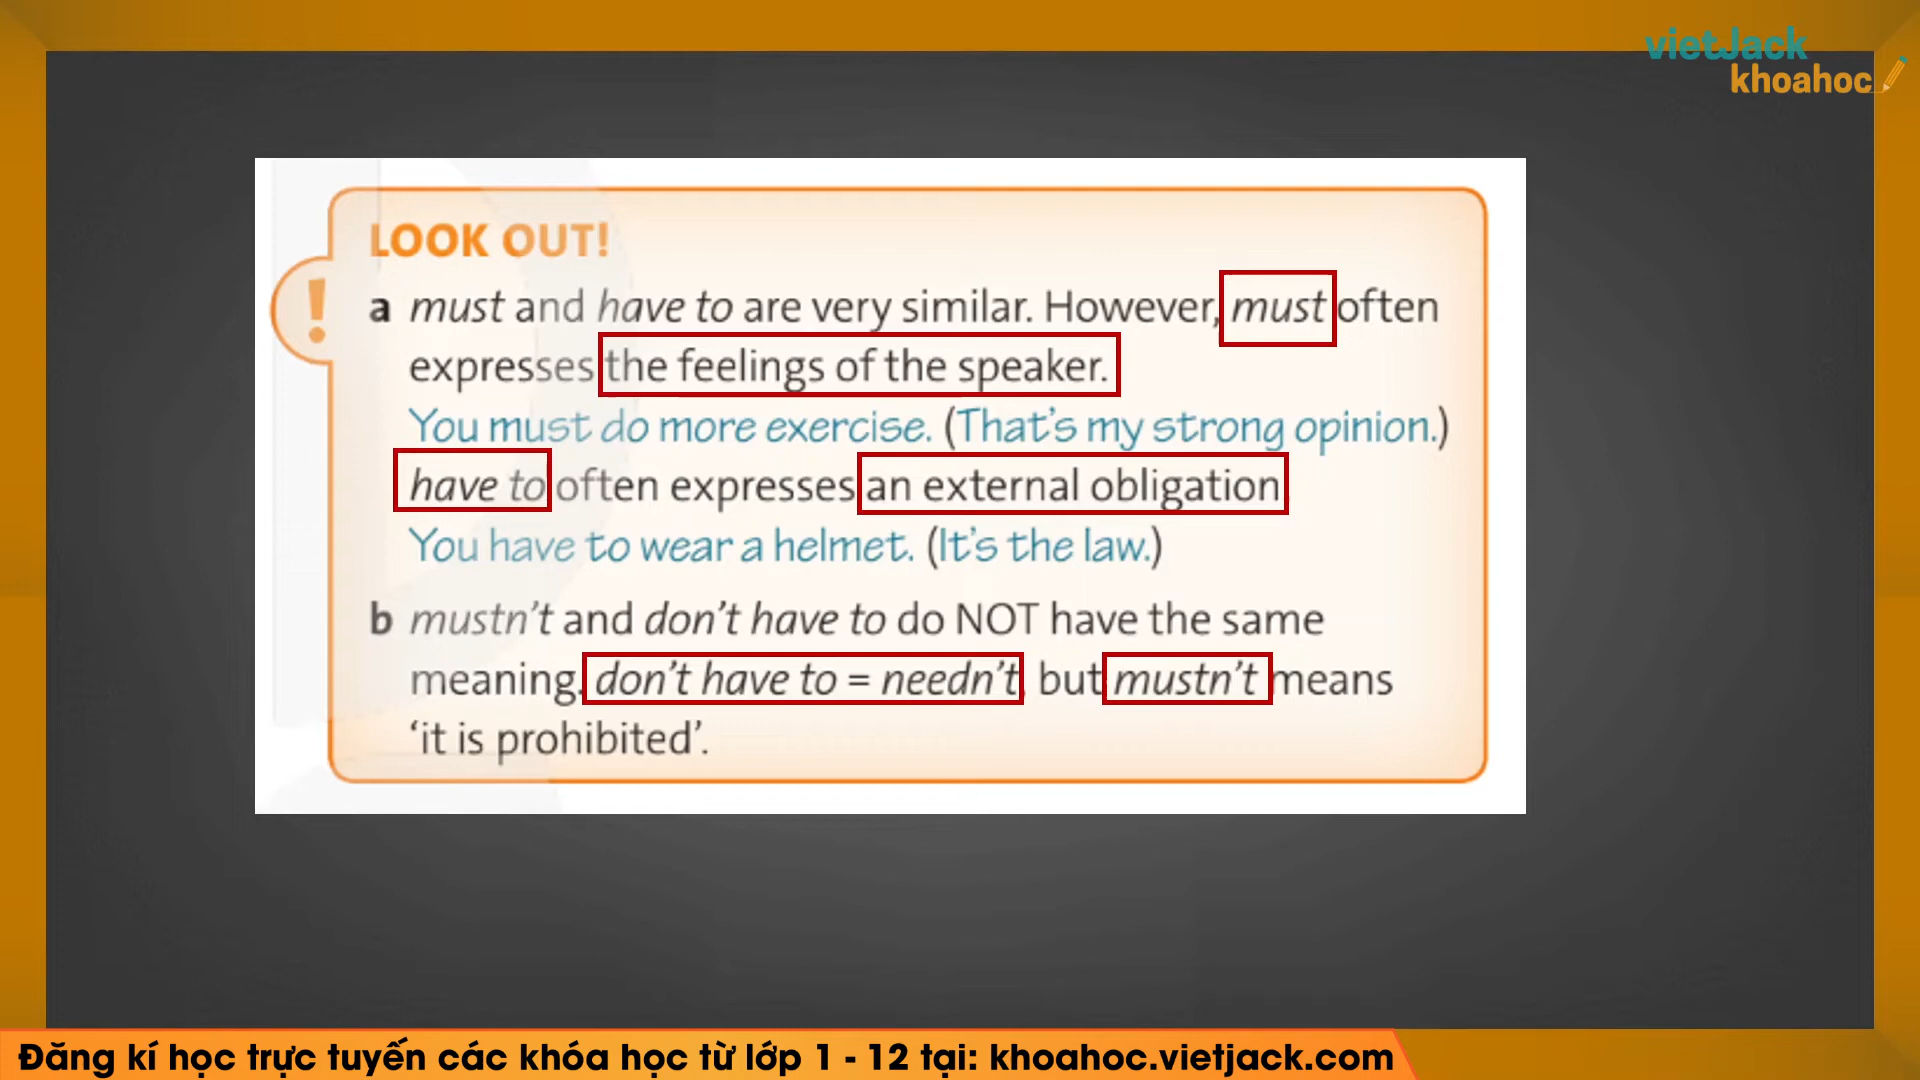 vietJack
khoahoc
LOOK OUT!
!
a must and have to are very similar. However, must often
expresses the feelings of the speaker.
You must do more exercise. (That's my strong opinion.)
have to often expresses an external obligation
You have to wear a helmet. (It's the law.)
b mustn't and don't have to do NOT have the same
meaning. don't have to = needn't, but mustn't means
'it is prohibited'.
Đăng kí học trực tuyến các khóa học từ lớp 1 - 12 tại: khoahoc.vietjack.com